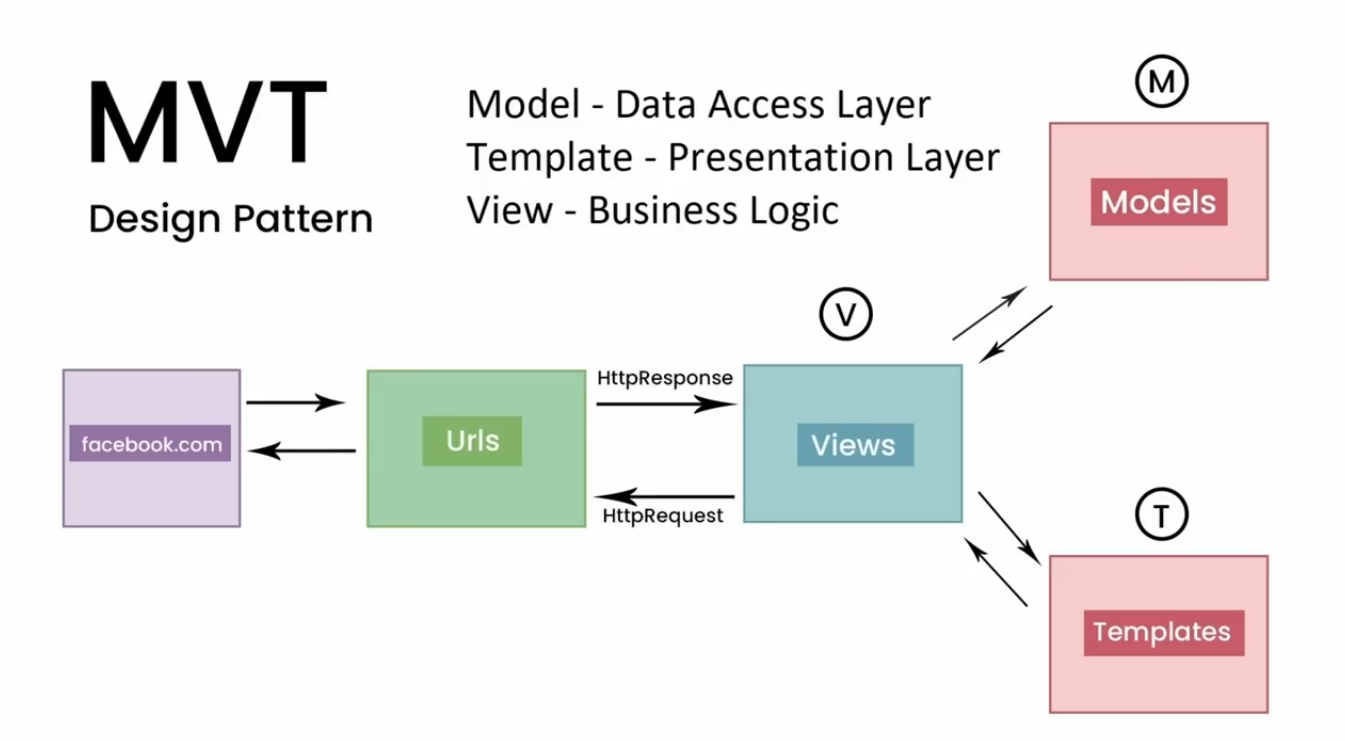 MVT
Design Pattern
Model - Data Access Layer
Template - Presentation Layer
View - Business Logic
M
Models
V
facebook.com
Urls
HttpResponse
HttpRequest
Views
T
Templates